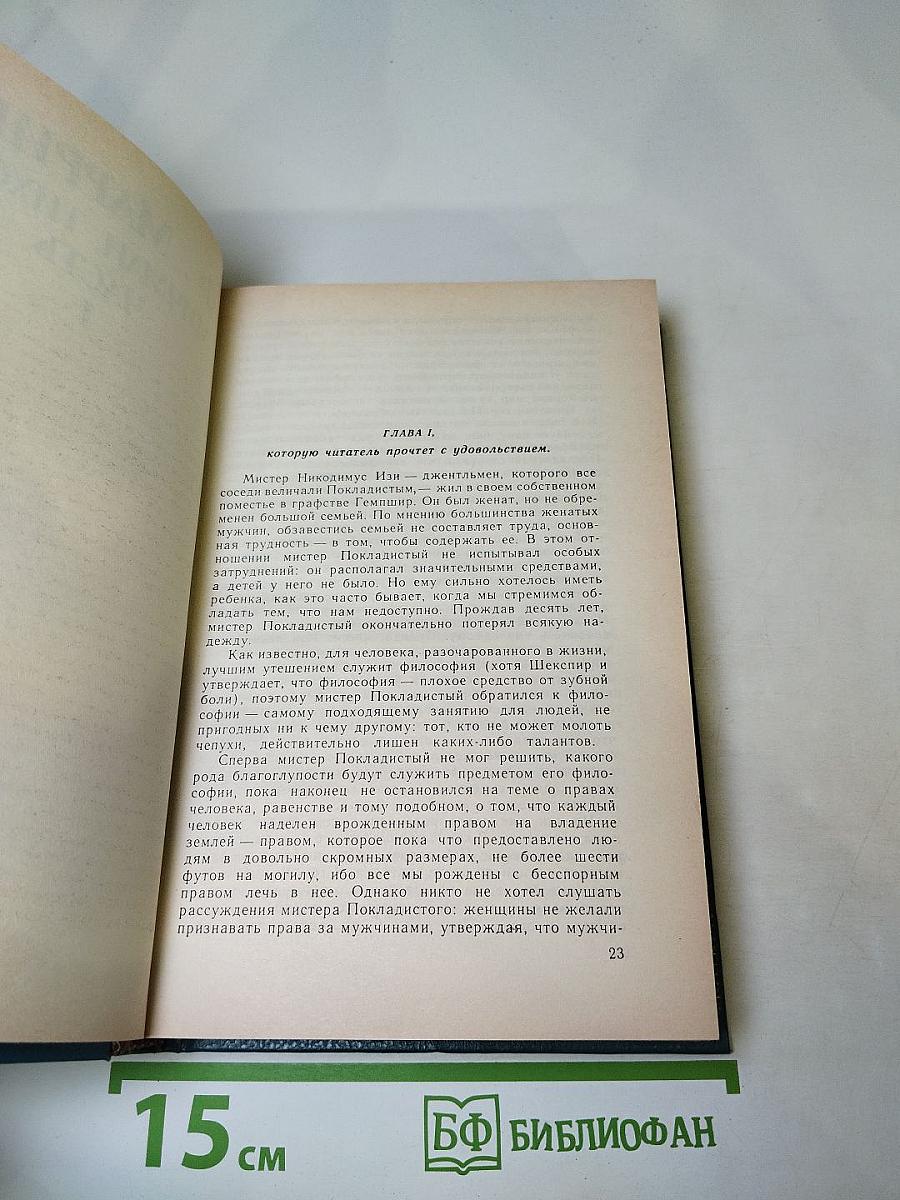 ГЛАВА I,
которую читатель прочтет с удовольствием.
Мистер Никодимус Изи — джентльмен, которого все
соседи величали Покладистым,— жил в своем собственном
поместье в графстве Гемпшир. Он был женат, но не обре-
менен большой семьей. По мнению большинства женатых
мужчин, обзавестись семьей не составляет труда, основ-
ная трудность — в том, чтобы содержать ее. В этом от-
ношении мистер Покладистый не испытывал особых
затруднений: он располагал значительными средствами,
а детей у него не было. Но ему сильно хотелось иметь
ребенка, как это часто бывает, когда мы стремимся об-
ладать тем, что нам недоступно. Прождав десять лет,
мистер Покладистый окончательно потерял всякую на-
дежду.
Как известно, для человека, разочарованного в жизни,
лучшим утешением служит философия (хотя Шекспир и
утверждает, что философия — плохое средство от зубной
боли), поэтому мистер Покладистый обратился к фило-
софии — самому подходящему занятию для людей, не
пригодных ни к чему другому: тот, кто не может молоть
чепухи, действительно лишен каких-либо талантов.
Сперва мистер Покладистый не мог решить, какого
рода благоглупости будут служить предметом его фило-
софии, пока наконец не остановился на теме о правах
человека, равенстве и тому подобном, о том, что каждый
человек наделен врожденным правом на владение
землей — правом, которое пока что предоставлено лю-
дям в довольно скромных размерах, не более шести
футов на могилу, ибо все мы рождены с бесспорным
правом лечь в нее. Однако никто не хотел слушать
рассуждения мистера Покладистого: женщины не желали
признавать права за мужчинами, утверждая, что мужчи-
23
15 см
БФ БИБЛИОФАН